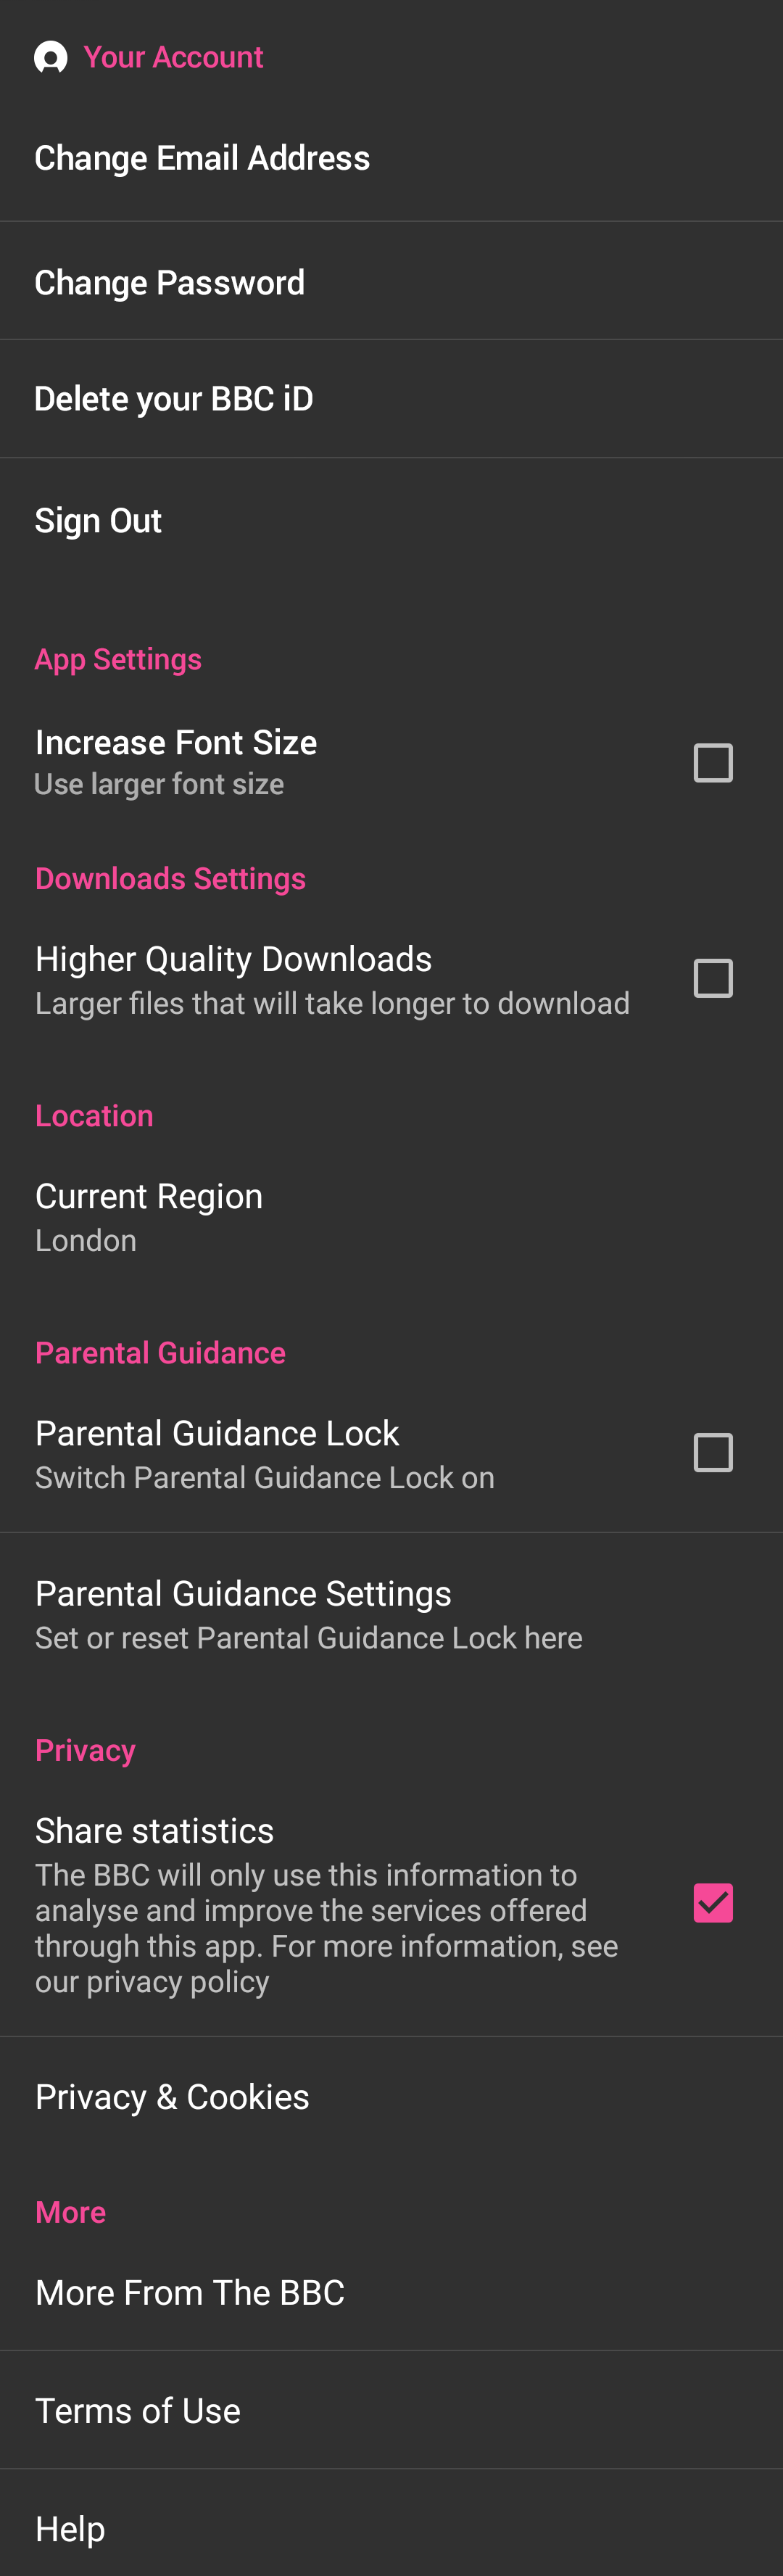 Your Account
Change Email Address
Change Password
Delete your BBC iD
Sign Out
App Settings
Increase Font Size
Use larger font size
Downloads Settings
Higher Quality Downloads
Larger files that will take longer to download
Location
Current Region
London
Parental Guidance
Parental Guidance Lock
Switch Parental Guidance Lock on
Parental Guidance Settings
Set or reset Parental Guidance Lock here
Privacy
Share statistics
The BBC will only use this information to
analyse and improve the services offered
through this app. For more information, see
our privacy policy
Privacy & Cookies
More
More From The BBC
Terms of Use
Help